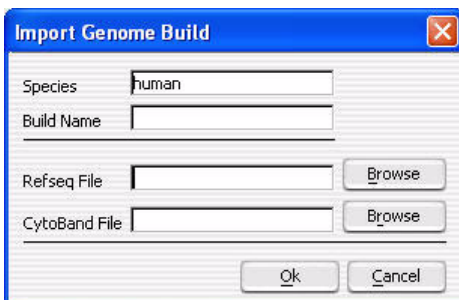 Import Genome Build
Species human
Build Name
Refseq File Browse
CytoBand File Browse
Ok Cancel